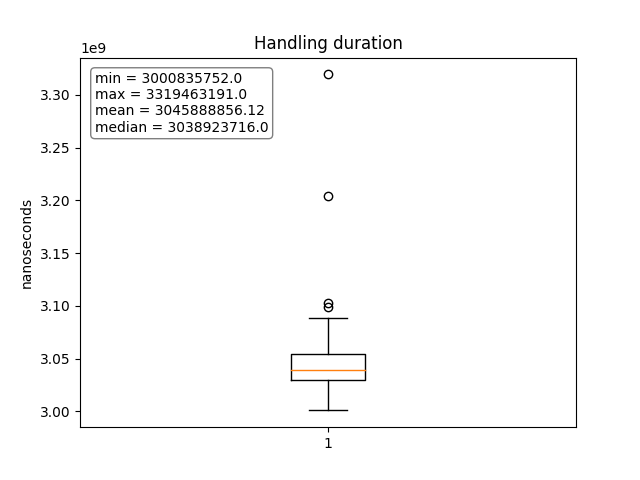 Handling duration
1e9
min = 3000835752.0
max = 3319463191.0
mean = 3045888856.12
median = 3038923716.0
3.30
3.25
3.20
3.15
3.10
3.05
3.00
nanoseconds
1